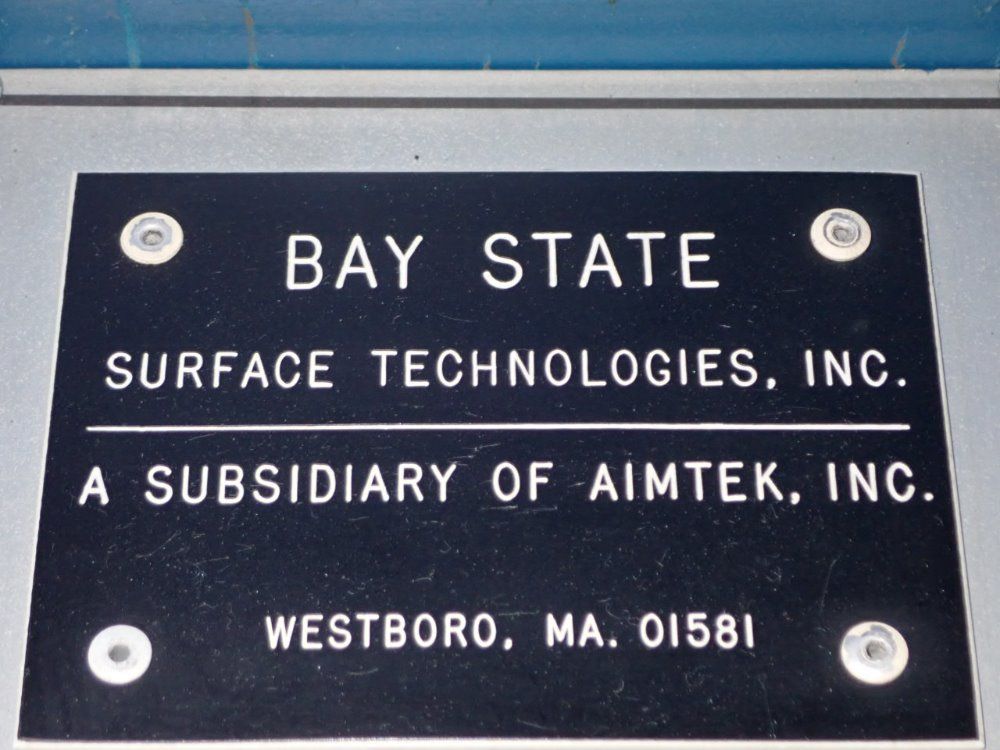 BAY STATE
SURFACE TECHNOLOGIES, INC.
A SUBSIDIARY OF AIMTEK, INC.
WESTBORO, MA. 01581